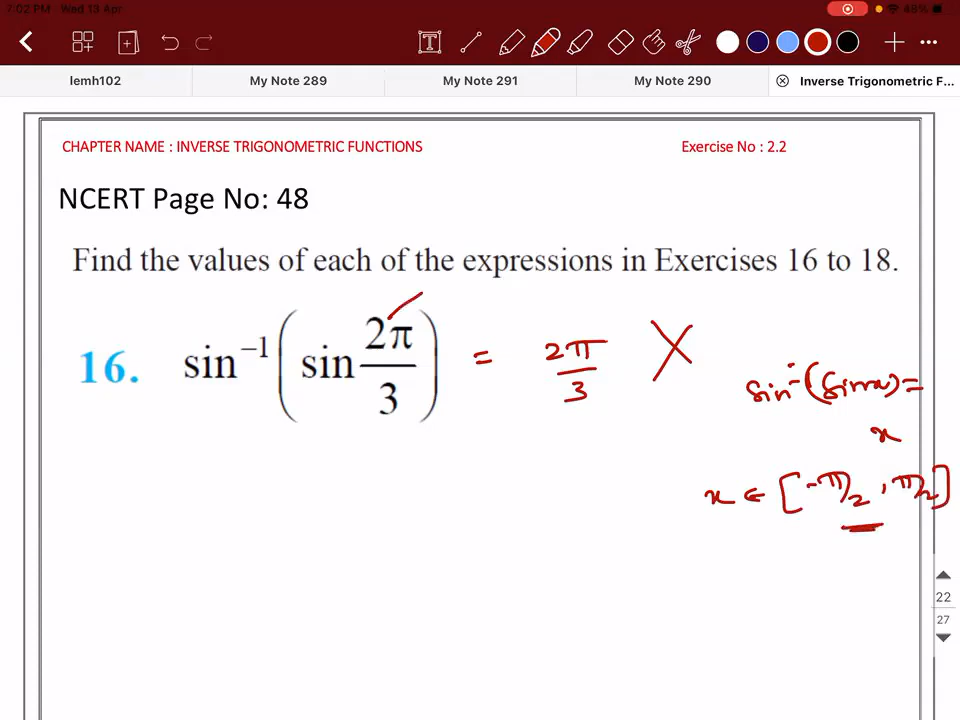 7:02 PM Wed 13 Apr 48%
lemh102 My Note 289 My Note 291 My Note 290 Inverse Trigonometric F...
CHAPTER NAME : INVERSE TRIGONOMETRIC FUNCTIONS Exercise No : 2.2
NCERT Page No: 48
Find the values of each of the expressions in Exercises 16 to 18.
16. sin⁻¹(sin 2π/3) = 2π/3 ✗
sin⁻¹(sin x) =
x
x ∈ [-π/2, π/2]
22
27